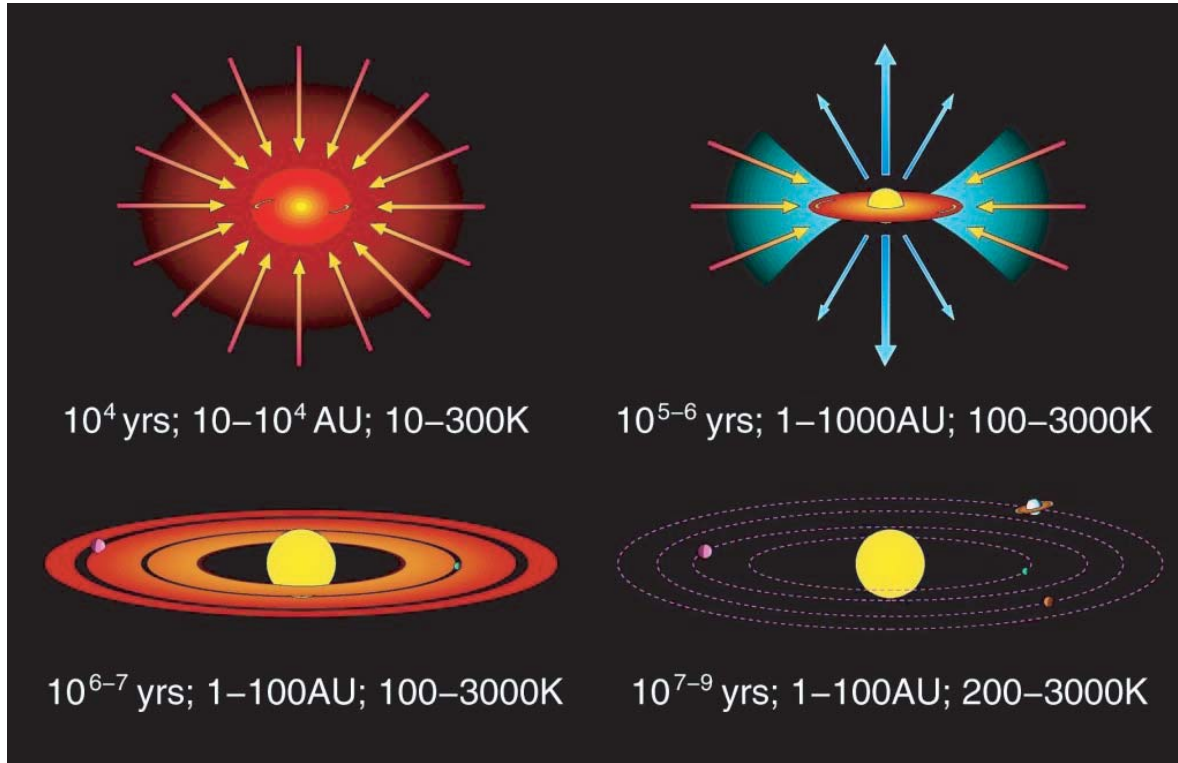 10⁴ yrs; 10–10⁴ AU; 10–300K
10⁵⁻⁶ yrs; 1–1000AU; 100–3000K
10⁶⁻⁷ yrs; 1–100AU; 100–3000K
10⁷⁻⁹ yrs; 1–100AU; 200–3000K